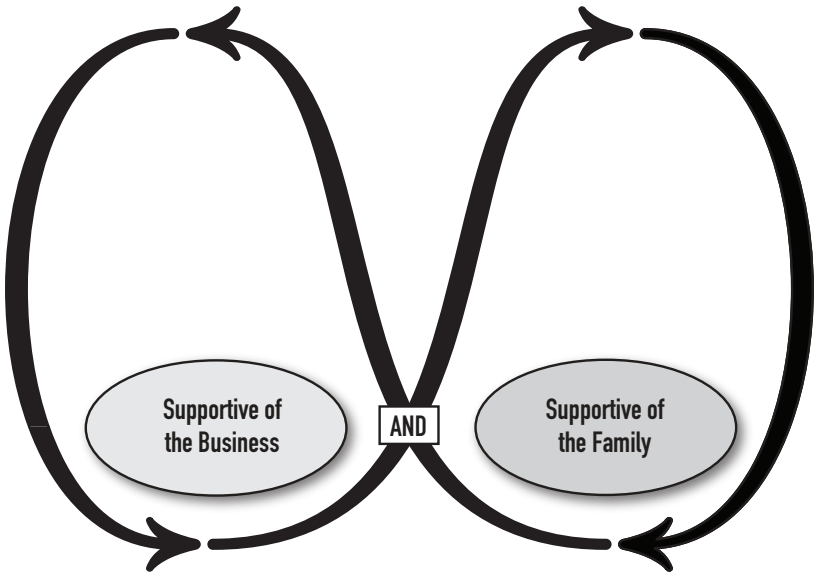 Supportive of
the Business
AND
Supportive of
the Family